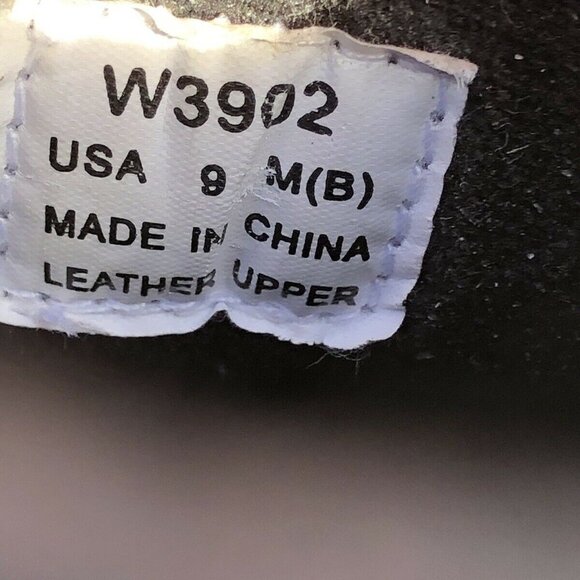 W3902
USA 9 M(B)
MADE IN CHINA
LEATHER UPPER